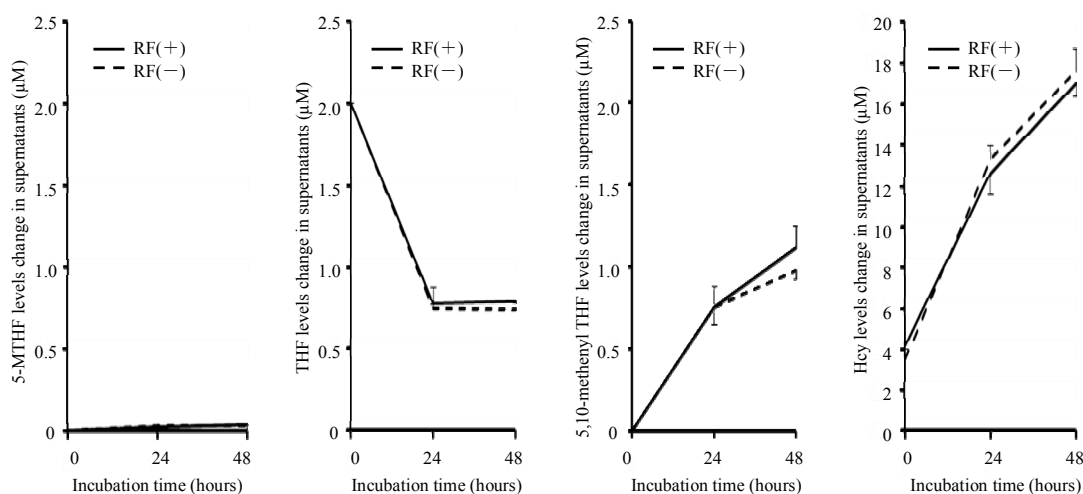 5-MTHF levels change in supernatants (μM)
2.5
2.0
1.5
1.0
0.5
0
RF(+)
RF(−)
0 24 48
Incubation time (hours)
THF levels change in supernatants (μM)
2.5
2.0
1.5
1.0
0.5
0
RF(+)
RF(−)
0 24 48
Incubation time (hours)
5,10-methenyl THF levels change in supernatants (μM)
2.5
2.0
1.5
1.0
0.5
0
RF(+)
RF(−)
0 24 48
Incubation time (hours)
Hcy levels change in supernatants (μM)
20
18
16
14
12
10
8
6
4
2
0
RF(+)
RF(−)
0 24 48
Incubation time (hours)